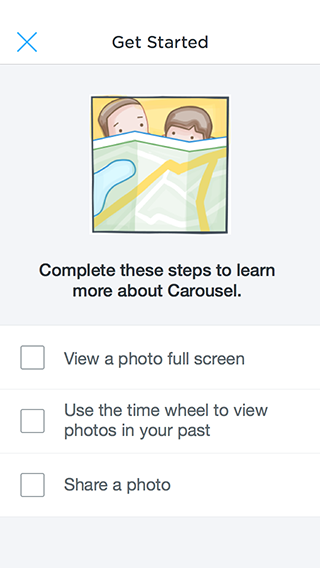 Get Started
Complete these steps to learn
more about Carousel.
View a photo full screen
Use the time wheel to view
photos in your past
Share a photo